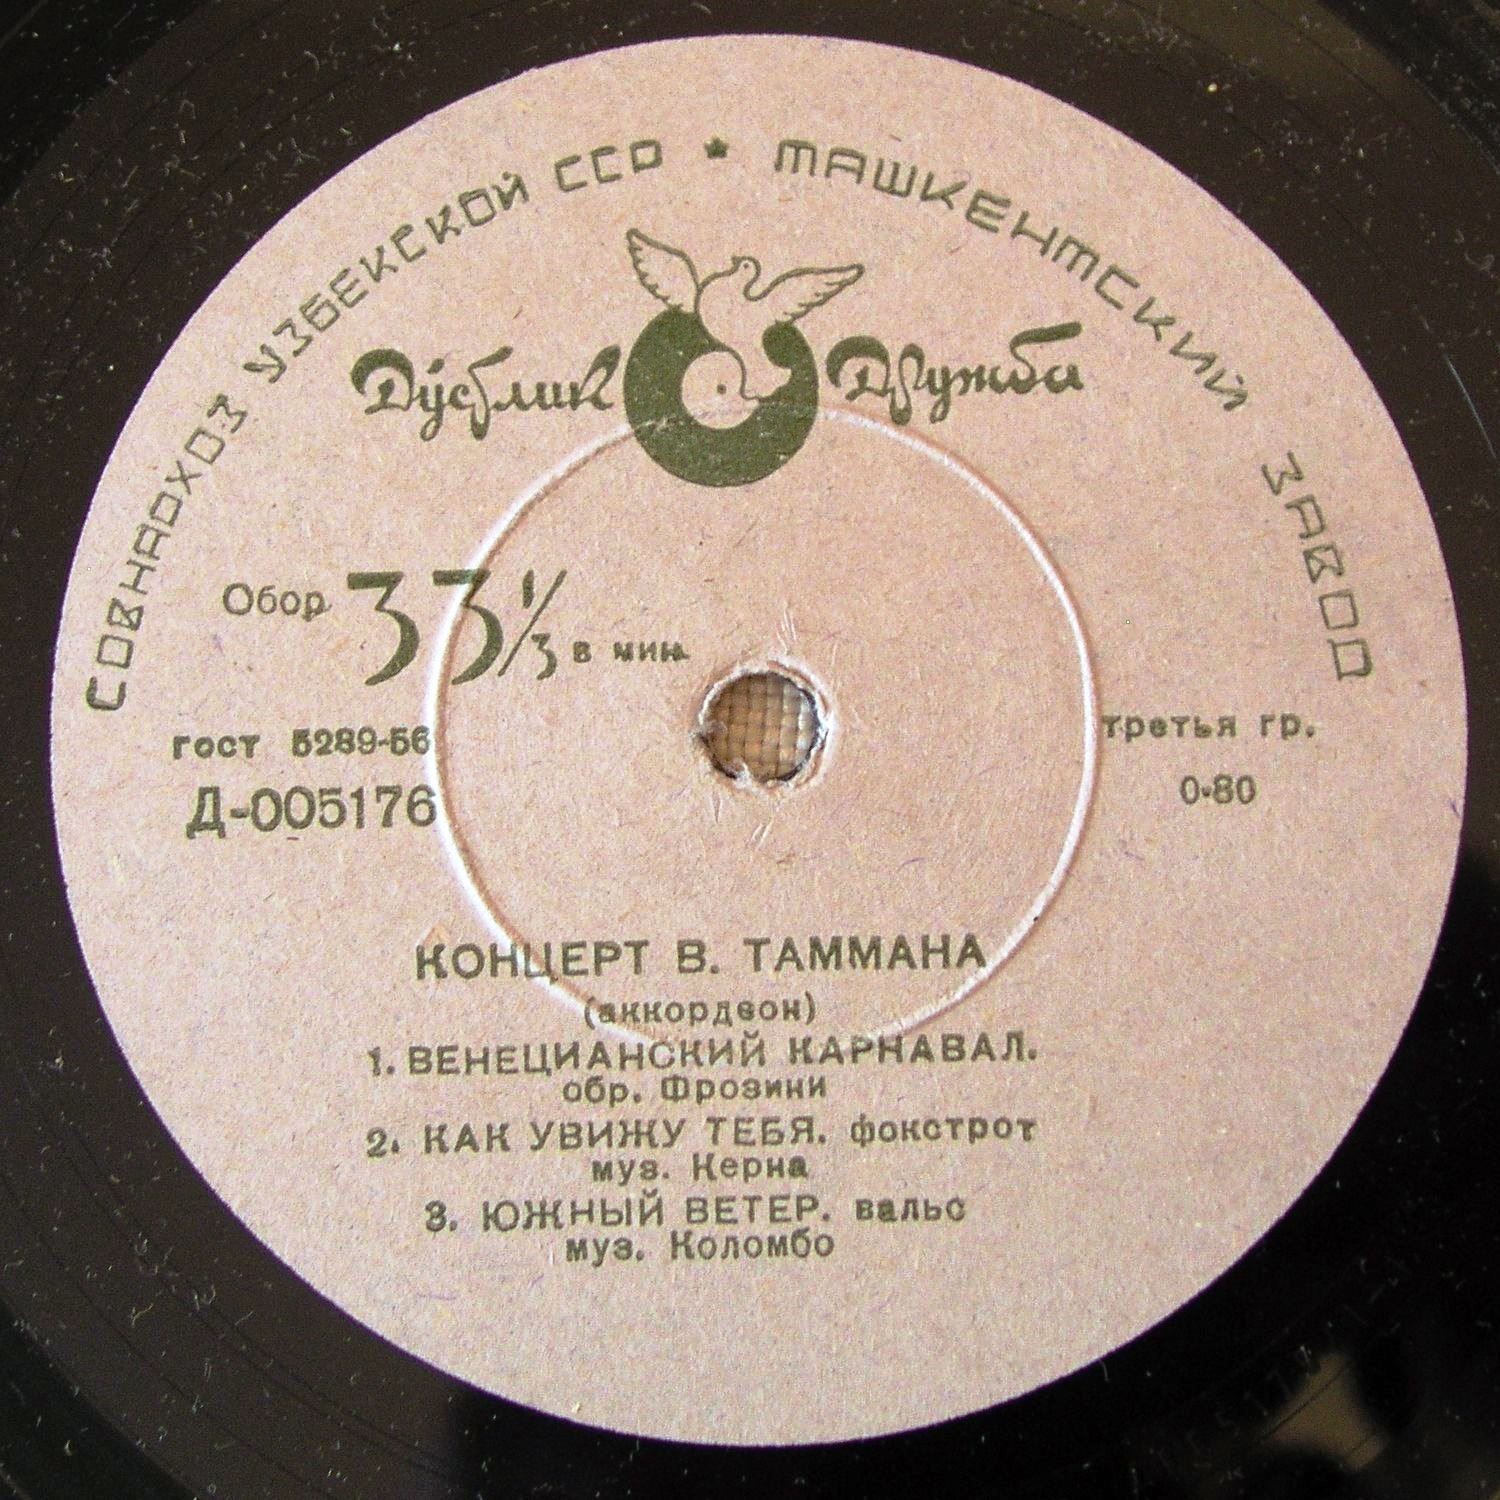 СОВНАРХОЗ УЗБЕКСКОЙ ССР ★ ТАШКЕНТСКИЙ ЗАВОД
Дўстлик Дружба
Обор 33 1/3 в мин.
гост 5289-56
третья гр.
Д-005176
0-80
КОНЦЕРТ В. ТАММАНА
(аккордеон)
1. ВЕНЕЦИАНСКИЙ КАРНАВАЛ.
обр. Фрозини
2. КАК УВИЖУ ТЕБЯ. фокстрот
муз. Керна
3. ЮЖНЫЙ ВЕТЕР. вальс
муз. Коломбо